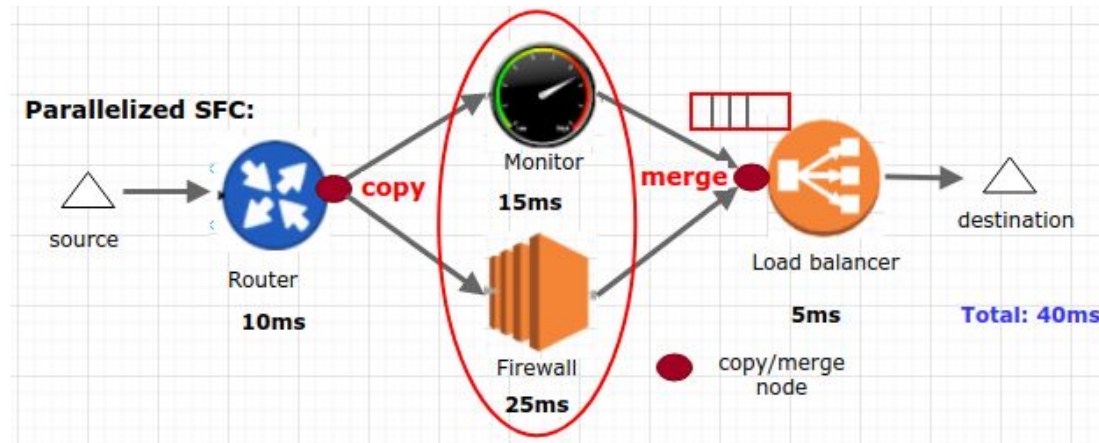 Parallelized SFC:
source
Router
10ms
copy
Monitor
15ms
Firewall
25ms
merge
Load balancer
5ms
destination
Total: 40ms
copy/merge
node